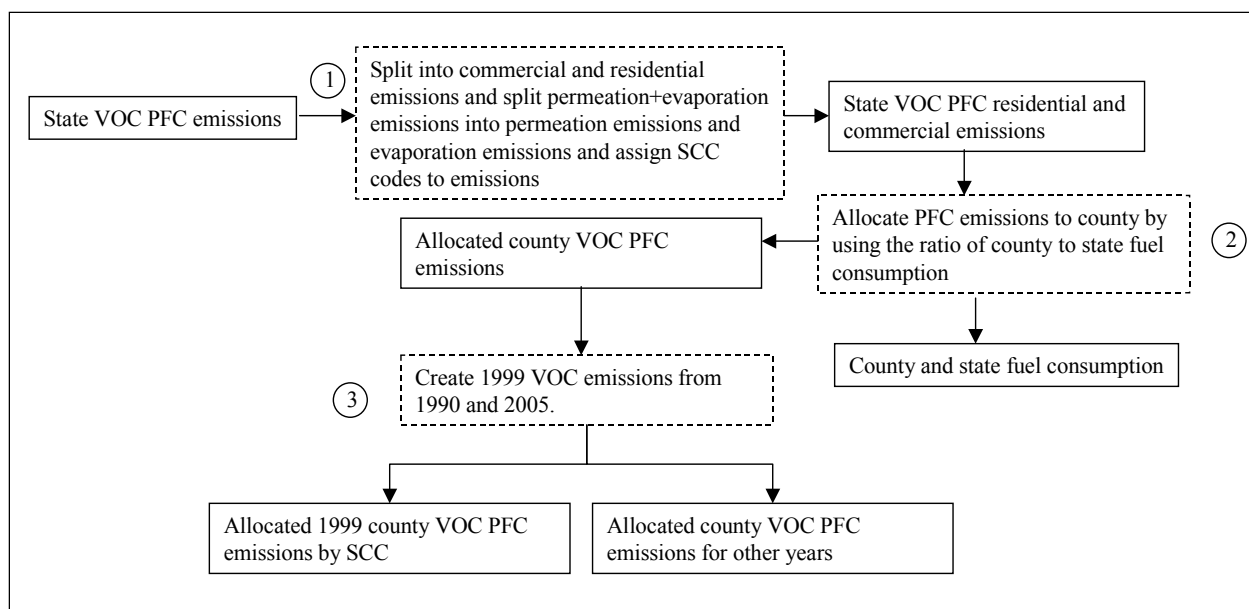 1
Split into commercial and residential
emissions and split permeation+evaporation
emissions into permeation emissions and
evaporation emissions and assign SCC
codes to emissions
State VOC PFC emissions
State VOC PFC residential and
commercial emissions
Allocate PFC emissions to county by
using the ratio of county to state fuel
consumption
2
Allocated county VOC PFC
emissions
County and state fuel consumption
3
Create 1999 VOC emissions from
1990 and 2005.
Allocated 1999 county VOC PFC
emissions by SCC
Allocated county VOC PFC
emissions for other years